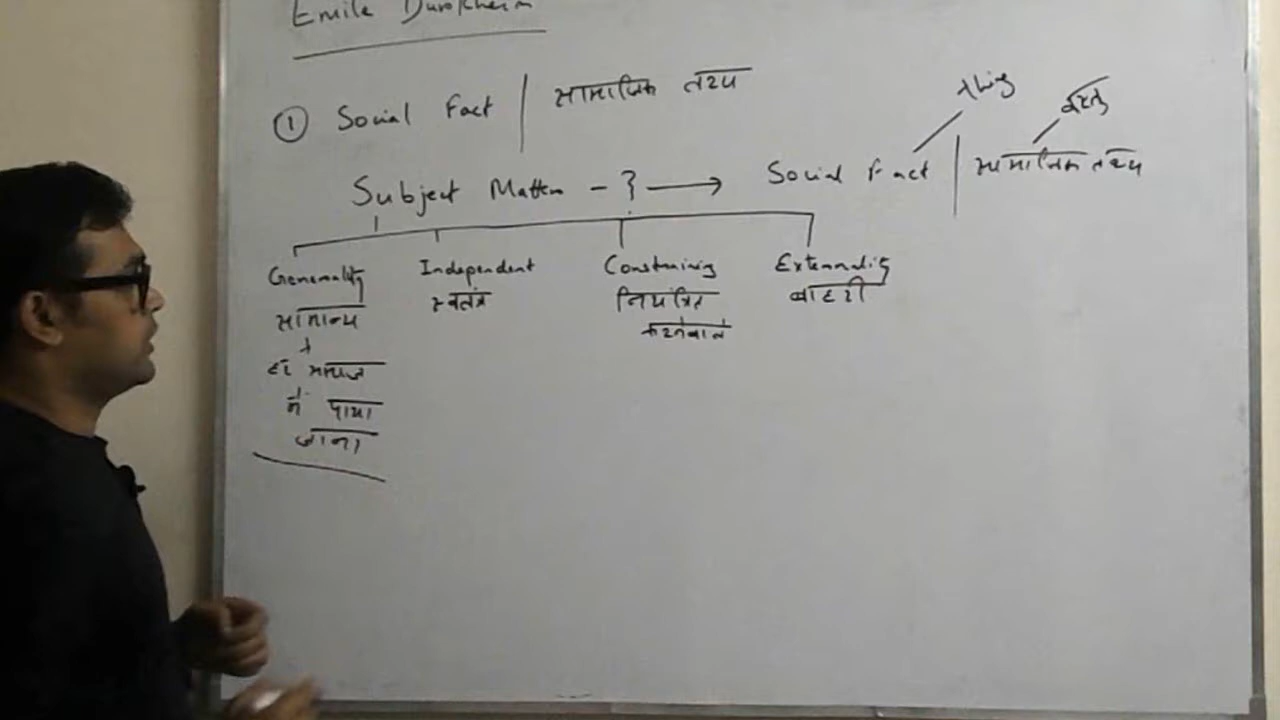 Emile Durkheim
① Social Fact | सामाजिक तथ्य
thing वस्तु
Subject Matter - ? → Social Fact | सामाजिक तथ्य
Generality Independent Constraining Externality
सामान्य स्वतंत्र नियंत्रित बाहरी
करनेवाले
↓
हर समाज
में पाया
जाना